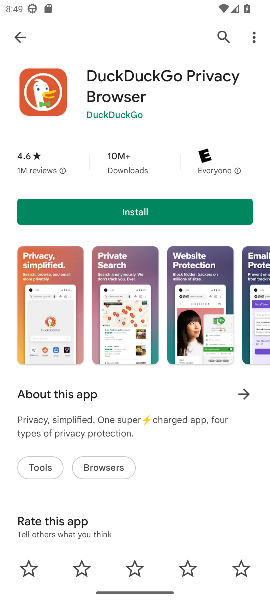 8:49
DuckDuckGo Privacy
Browser
DuckDuckGo
4.6★ 10M+
1M reviews Downloads Everyone
Install
Privacy, simplified. Private Search Website Protection Email
About this app
Privacy, simplified. One super⚡charged app, four
types of privacy protection.
Tools Browsers
Rate this app
Tell others what you think